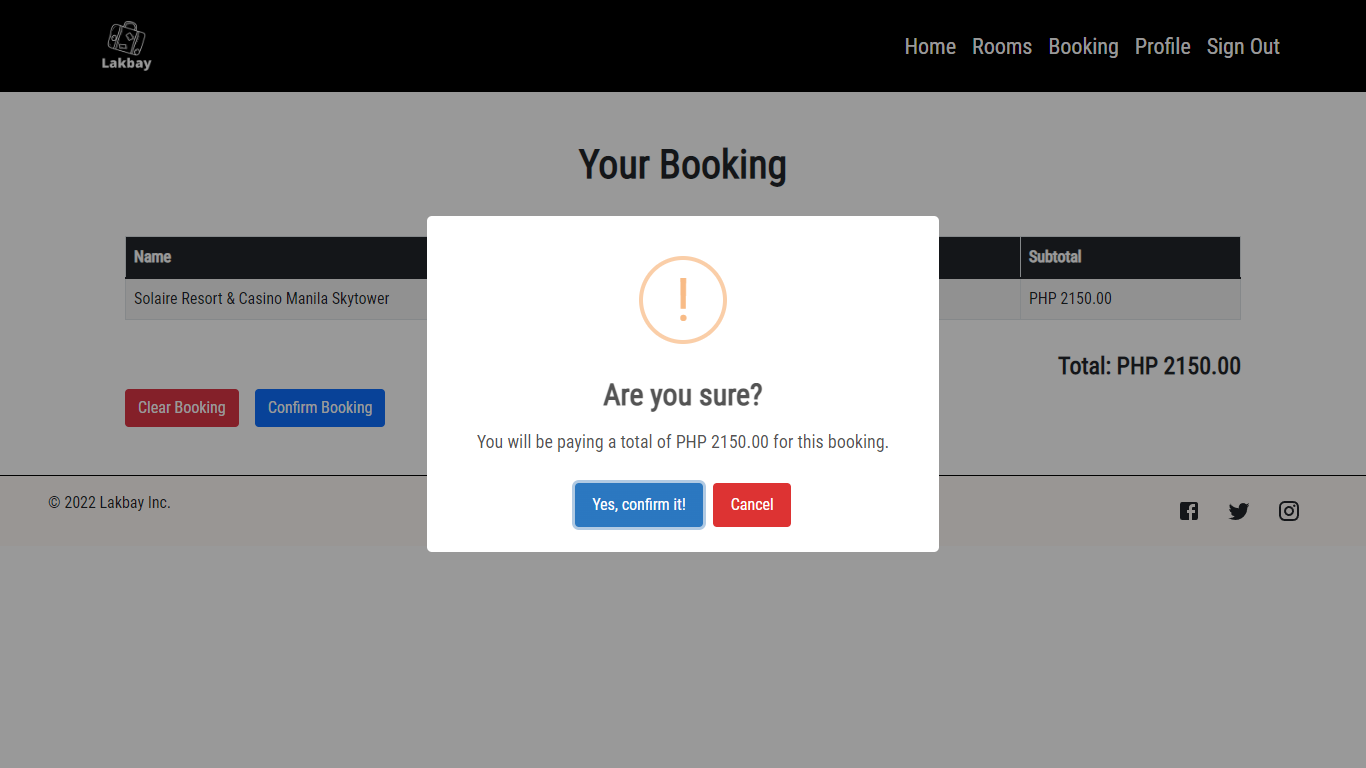 Lakbay
Home Rooms Booking Profile Sign Out
Your Booking
Name Subtotal
Solaire Resort & Casino Manila Skytower PHP 2150.00
Total: PHP 2150.00
Clear Booking Confirm Booking
!
Are you sure?
You will be paying a total of PHP 2150.00 for this booking.
Yes, confirm it! Cancel
© 2022 Lakbay Inc.